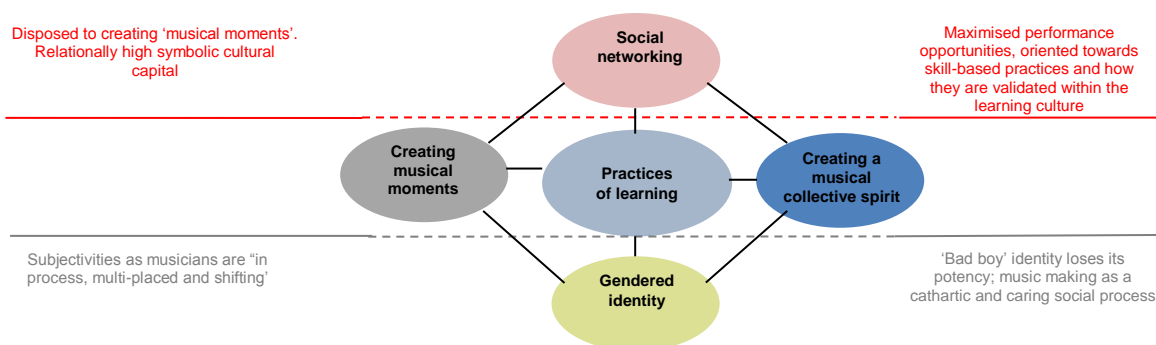 Disposed to creating ‘musical moments’.
Relationally high symbolic cultural
capital
Social
networking
Maximised performance
opportunities, oriented towards
skill-based practices and how
they are validated within the
learning culture
Creating
musical
moments
Practices
of learning
Creating a
musical
collective spirit
Subjectivities as musicians are “in
process, multi-placed and shifting’
Gendered
identity
‘Bad boy’ identity loses its
potency; music making as a
cathartic and caring social process